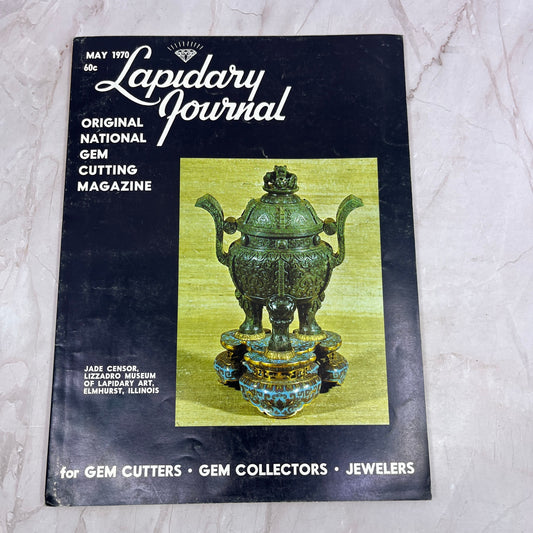 MAY 1970
60c
Lapidary
Journal
ORIGINAL
NATIONAL
GEM
CUTTING
MAGAZINE
JADE CENSOR,
LIZZADRO MUSEUM
OF LAPIDARY ART,
ELMHURST, ILLINOIS
for GEM CUTTERS • GEM COLLECTORS • JEWELERS